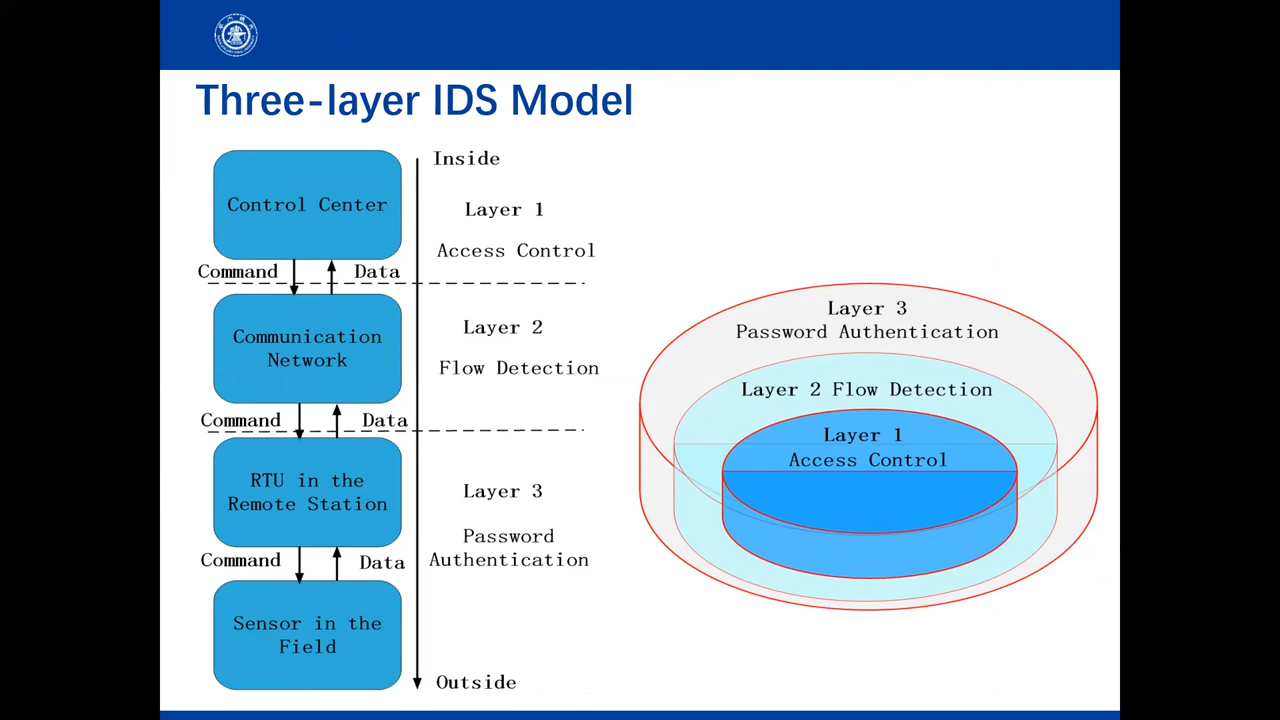 Three-layer IDS Model
Control Center
Command
Data
Communication
Network
Command
Data
RTU in the
Remote Station
Command
Data
Sensor in the
Field
Inside
Layer 1
Access Control
Layer 2
Flow Detection
Layer 3
Password
Authentication
Outside
Layer 3
Password Authentication
Layer 2 Flow Detection
Layer 1
Access Control